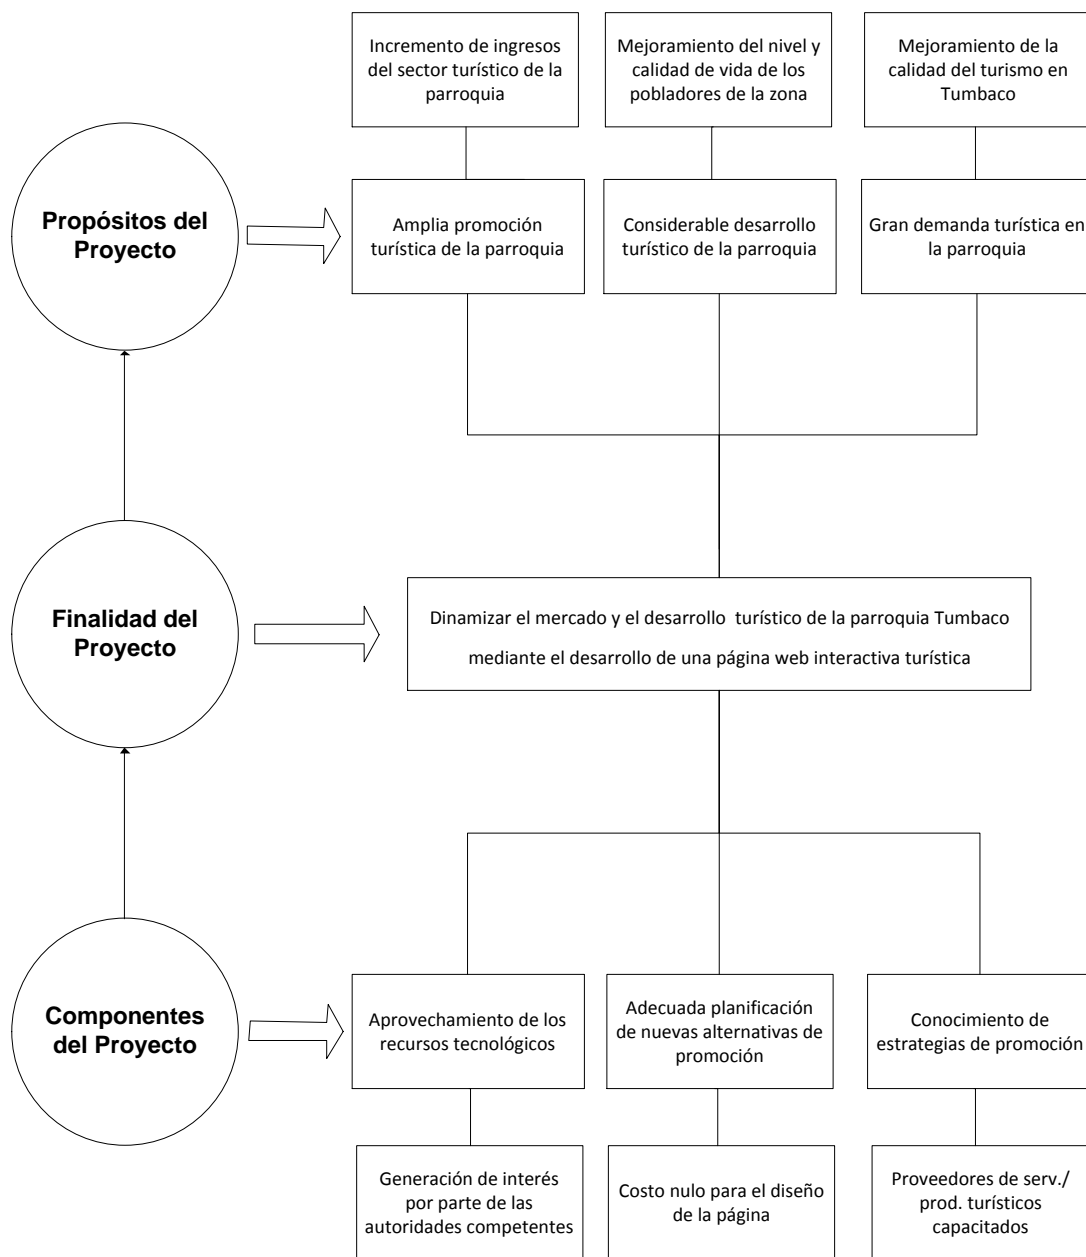 Incremento de ingresos
del sector turístico de la
parroquia
Mejoramiento del nivel y
calidad de vida de los
pobladores de la zona
Mejoramiento de la
calidad del turismo en
Tumbaco
Propósitos del
Proyecto
Amplia promoción
turística de la parroquia
Considerable desarrollo
turístico de la parroquia
Gran demanda turística en
la parroquia
Finalidad del
Proyecto
Dinamizar el mercado y el desarrollo turístico de la parroquia Tumbaco
mediante el desarrollo de una página web interactiva turística
Componentes
del Proyecto
Aprovechamiento de los
recursos tecnológicos
Adecuada planificación
de nuevas alternativas de
promoción
Conocimiento de
estrategias de promoción
Generación de interés
por parte de las
autoridades competentes
Costo nulo para el diseño
de la página
Proveedores de serv./
prod. turísticos
capacitados